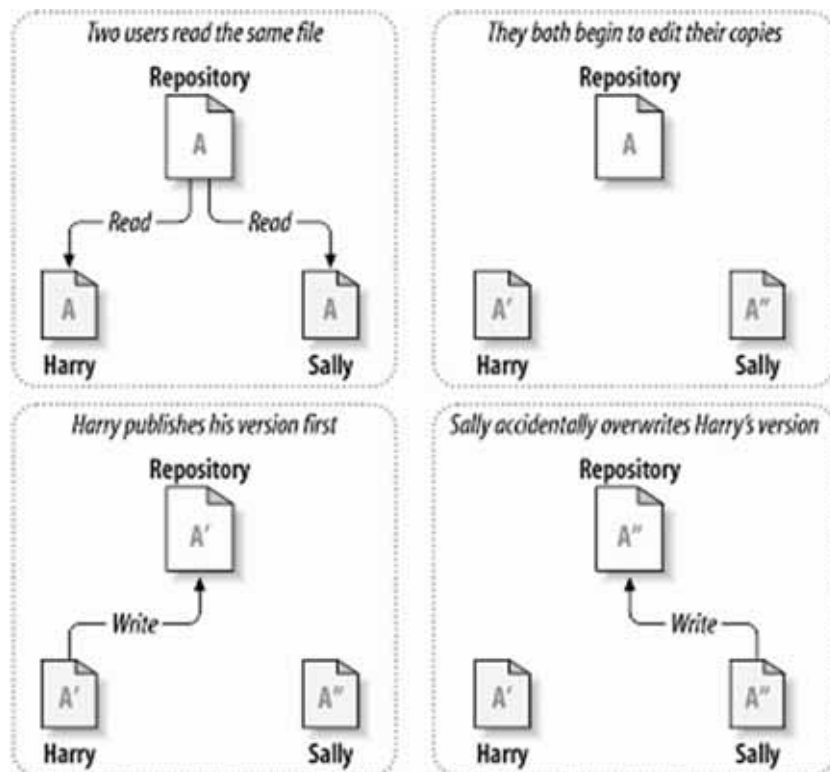 Two users read the same file
Repository
A
Read
Read
A
A
Harry
Sally
They both begin to edit their copies
Repository
A
A'
A"
Harry
Sally
Harry publishes his version first
Repository
A'
Write
A'
A"
Harry
Sally
Sally accidentally overwrites Harry's version
Repository
A"
Write
A'
A"
Harry
Sally